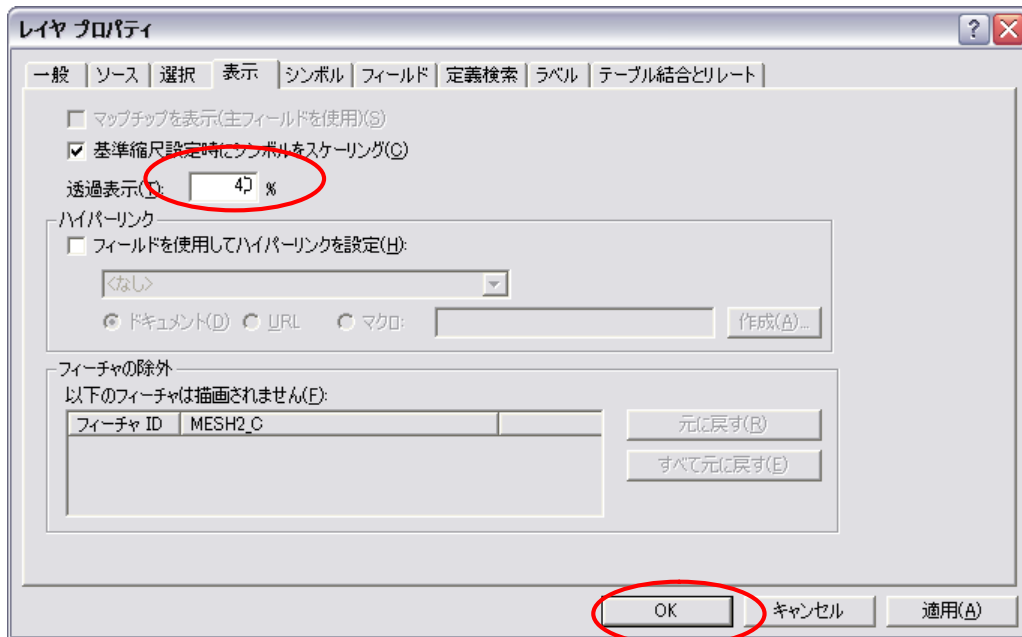 レイヤ プロパティ
一般 ソース 選択 表示 シンボル フィールド 定義検索 ラベル テーブル結合とリレート
マップチップを表示(主フィールドを使用)(S)
基準縮尺設定時にシンボルをスケーリング(C)
透過表示(T): 40 %
ハイパーリンク
フィールドを使用してハイパーリンクを設定(H):
<なし>
ドキュメント(D) URL マクロ: 作成(A)...
フィーチャの除外
以下のフィーチャは描画されません(F):
フィーチャ ID MESH2_C
元に戻す(R)
すべて元に戻す(E)
OK キャンセル 適用(A)